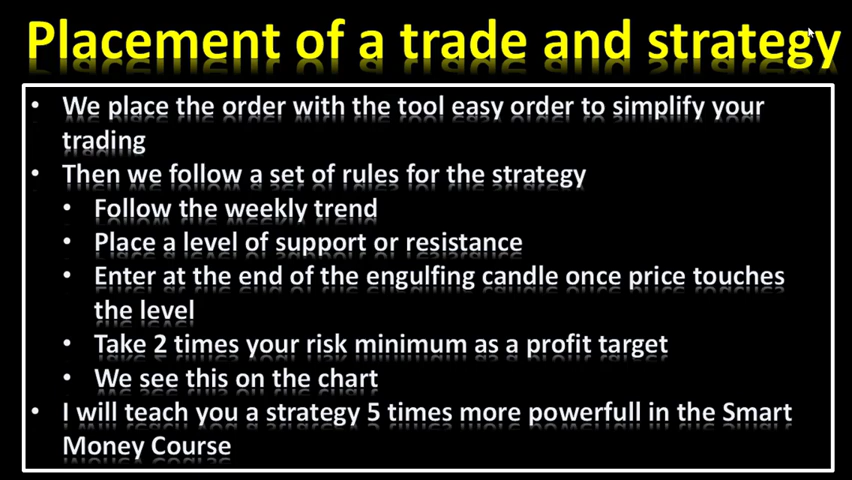 Placement of a trade and strategy
• We place the order with the tool easy order to simplify your
trading
• Then we follow a set of rules for the strategy
• Follow the weekly trend
• Place a level of support or resistance
• Enter at the end of the engulfing candle once price touches
the level
• Take 2 times your risk minimum as a profit target
• We see this on the chart
• I will teach you a strategy 5 times more powerfull in the Smart
Money Course